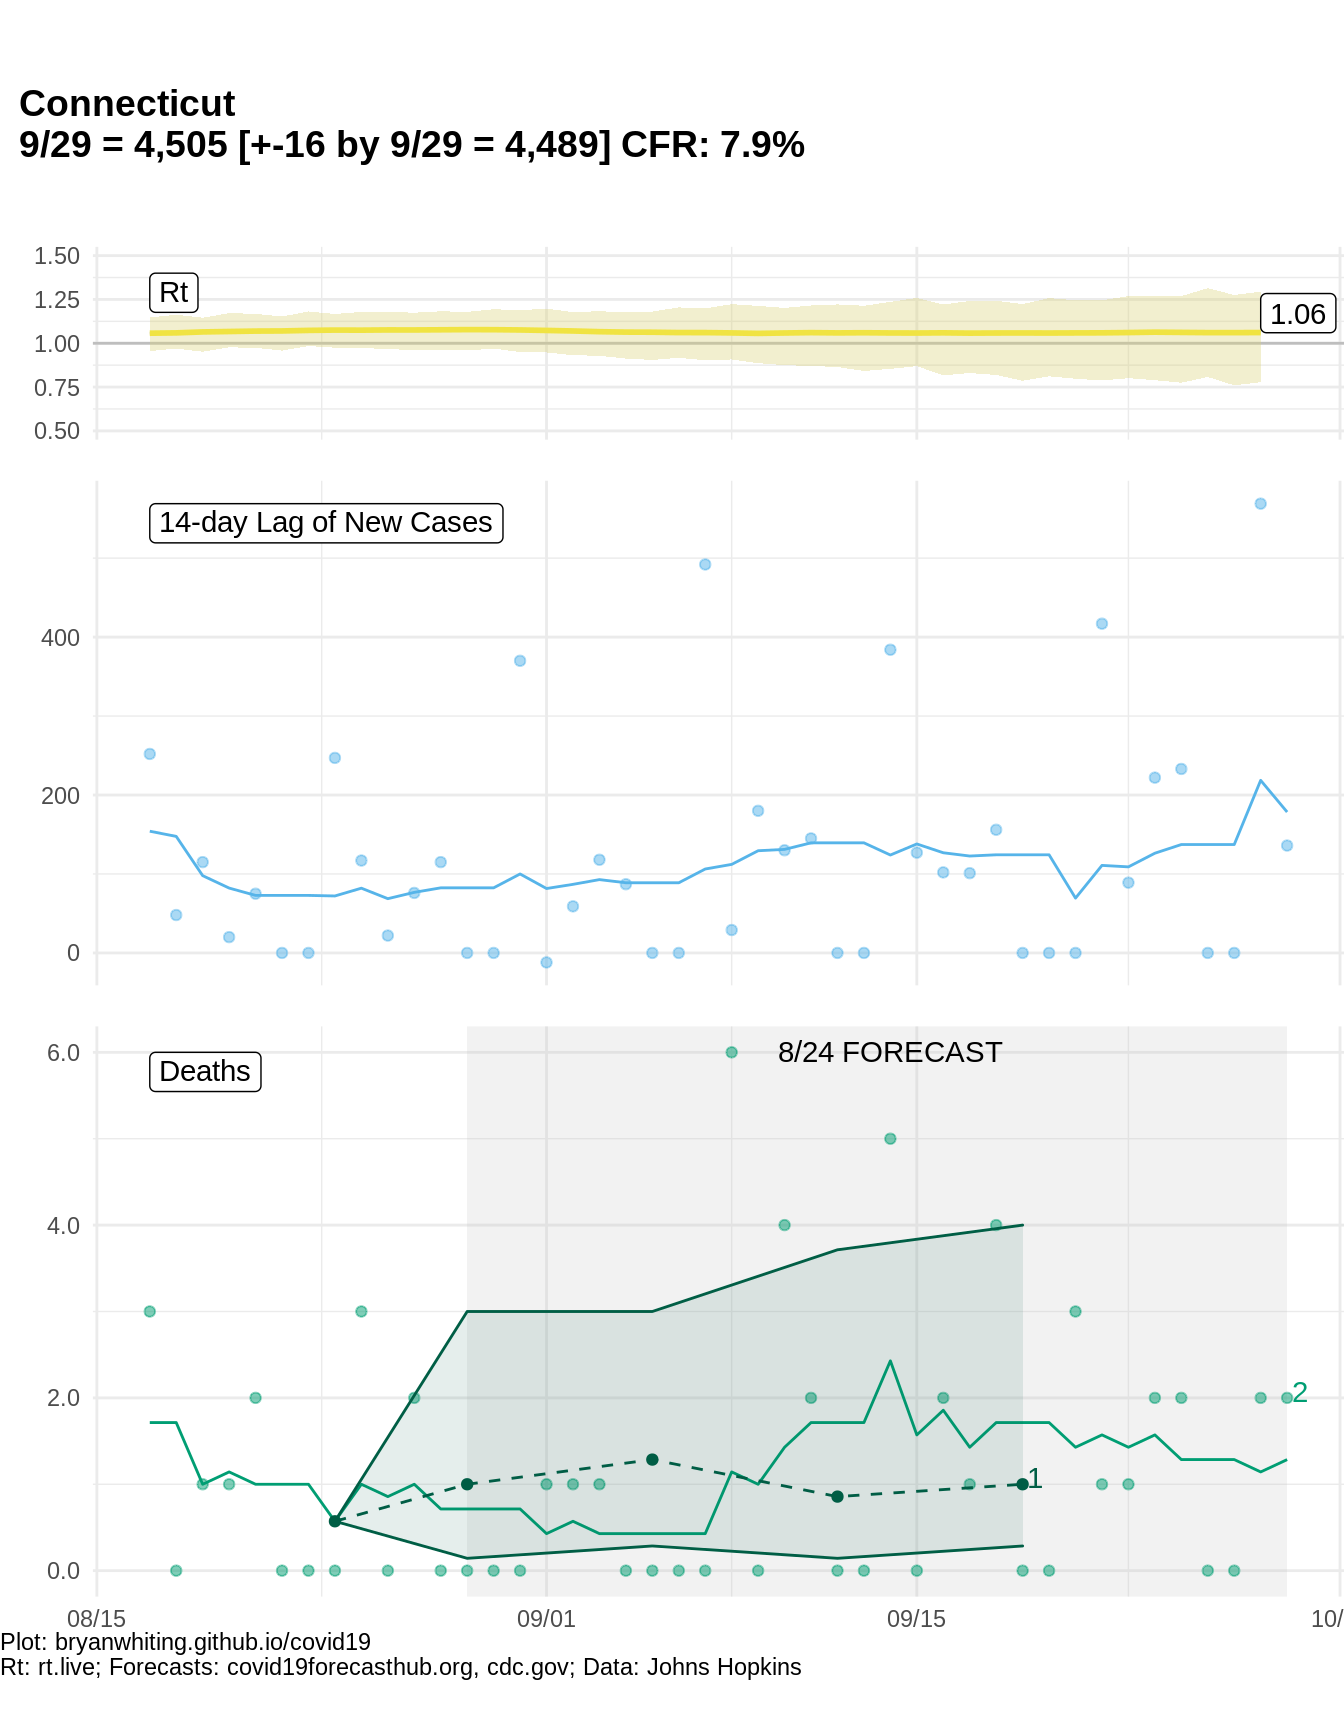 Connecticut
9/29 = 4,505 [+-16 by 9/29 = 4,489] CFR: 7.9%
1.50
1.25
1.00
0.75
0.50
Rt
1.06
14-day Lag of New Cases
400
200
0
6.0
4.0
2.0
0.0
Deaths
8/24 FORECAST
2
1
08/15
09/01
09/15
10/
Plot: bryanwhiting.github.io/covid19
Rt: rt.live; Forecasts: covid19forecasthub.org, cdc.gov; Data: Johns Hopkins